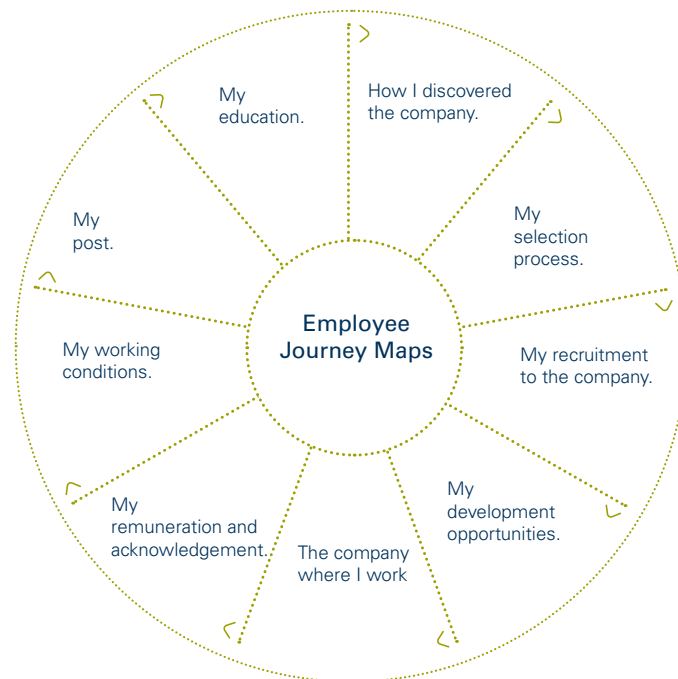 My
education.
How I discovered
the company.
My
selection
process.
My recruitment
to the company.
My
development
opportunities.
The company
where I work
My
remuneration and
acknowledgement.
My working
conditions.
My
post.
Employee
Journey Maps